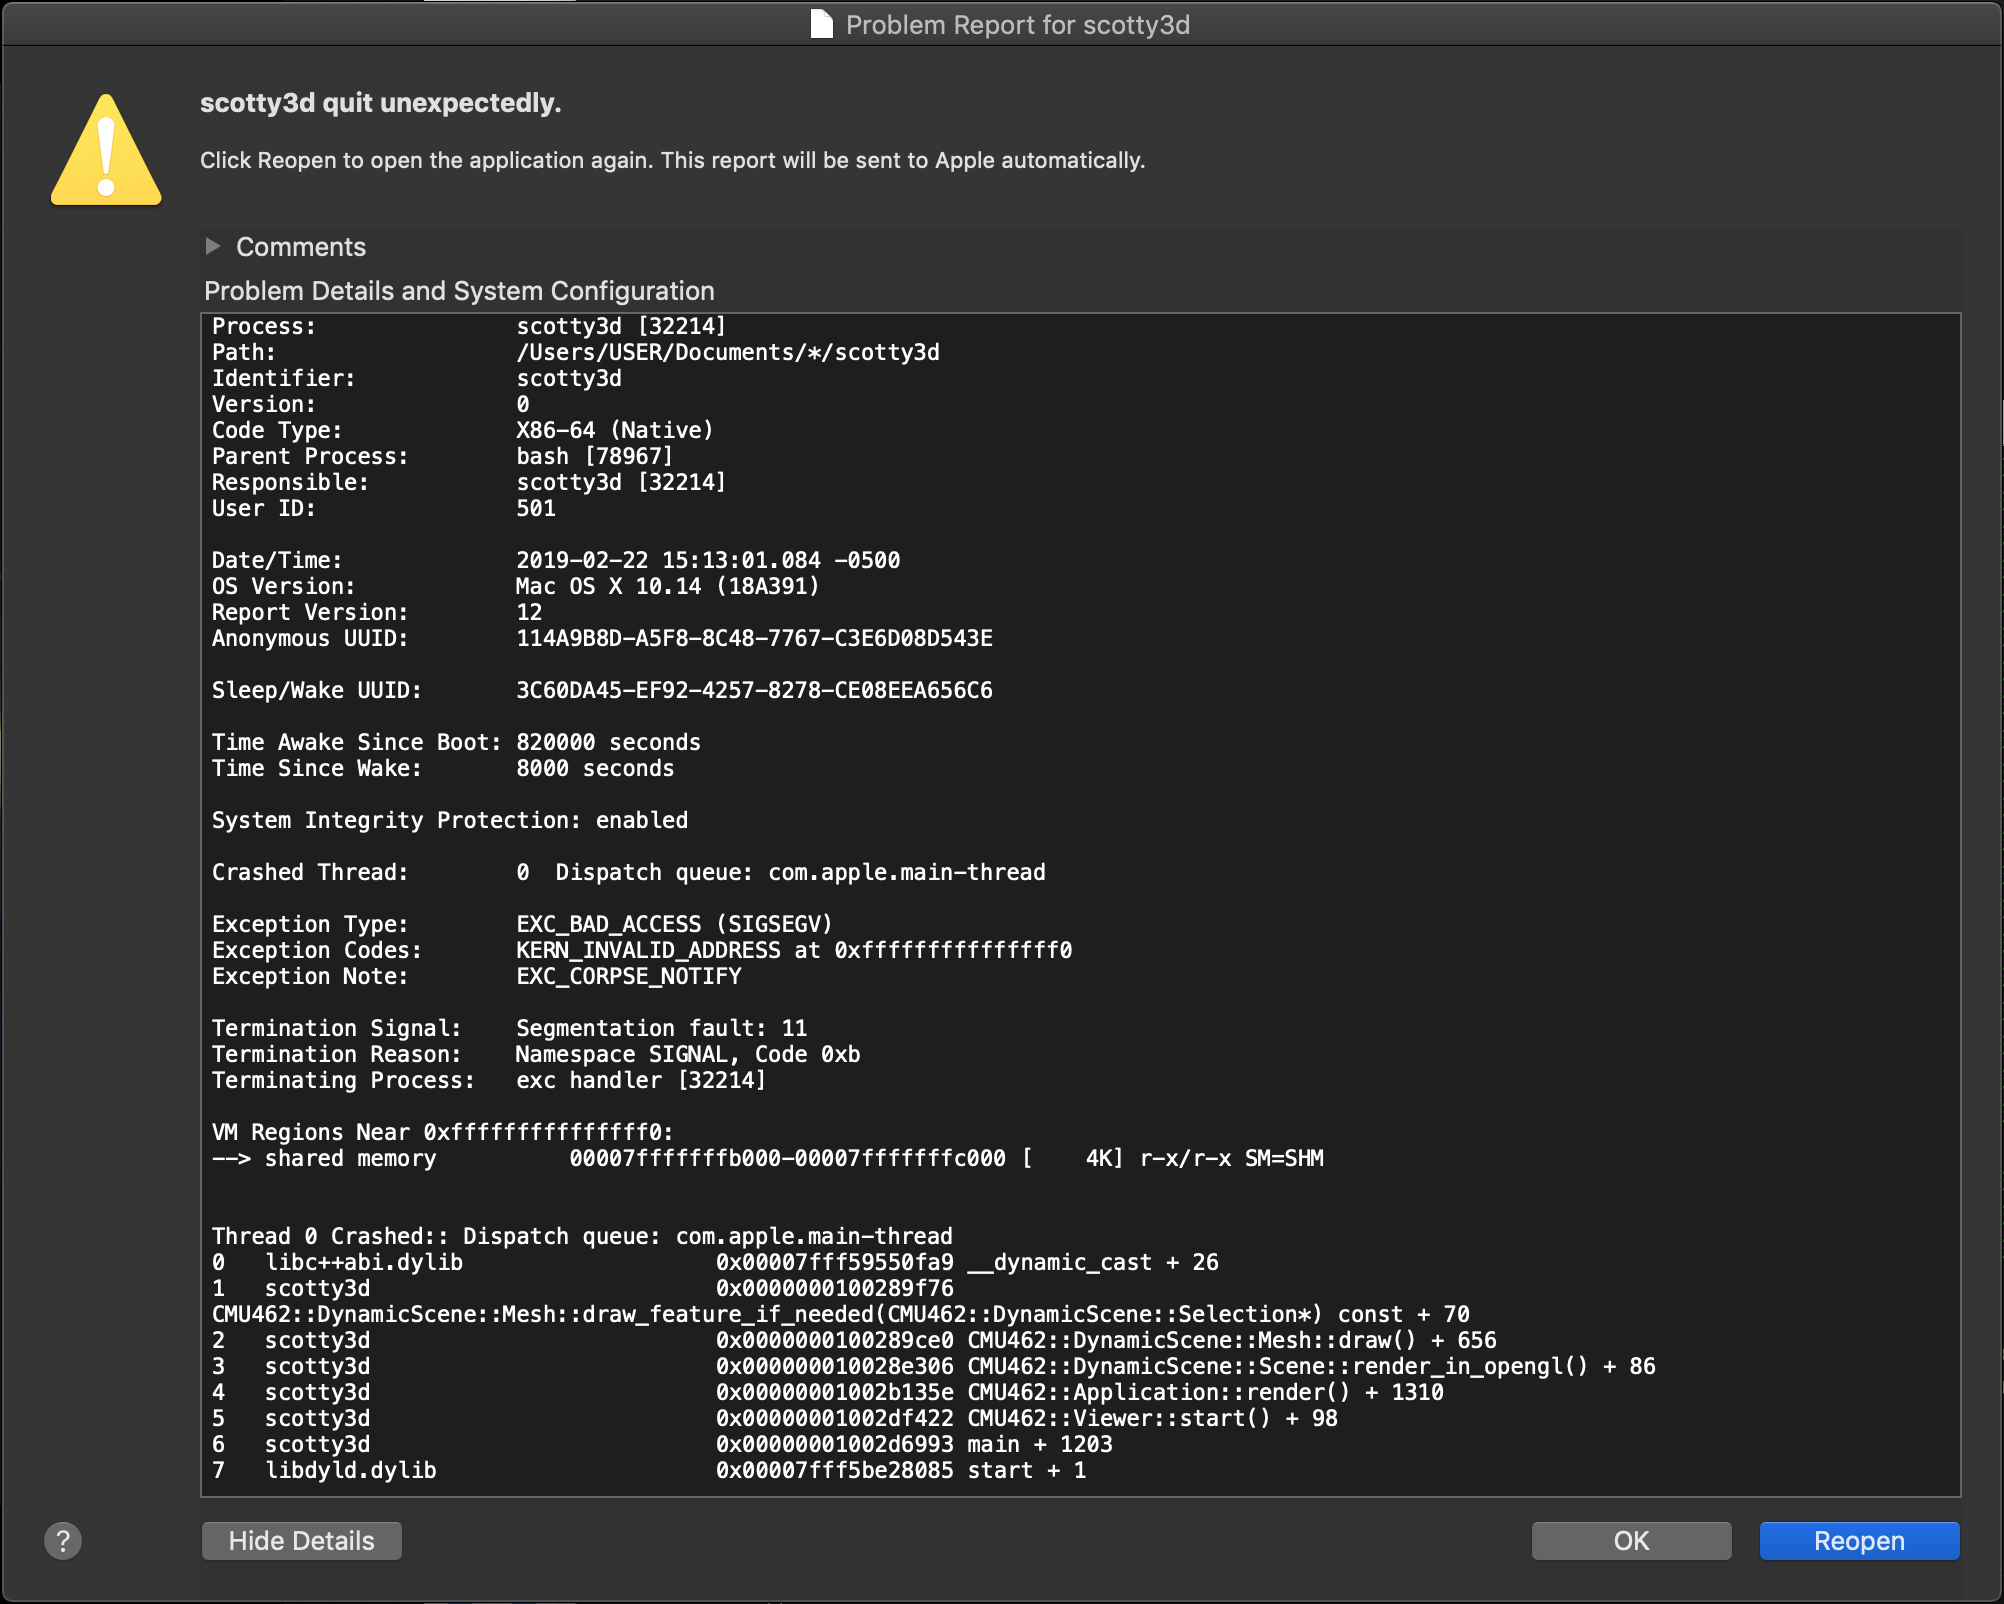 Problem Report for scotty3d
scotty3d quit unexpectedly.
Click Reopen to open the application again. This report will be sent to Apple automatically.
Comments
Problem Details and System Configuration
Process: scotty3d [32214]
Path: /Users/USER/Documents/*/scotty3d
Identifier: scotty3d
Version: 0
Code Type: X86-64 (Native)
Parent Process: bash [78967]
Responsible: scotty3d [32214]
User ID: 501
Date/Time: 2019-02-22 15:13:01.084 -0500
OS Version: Mac OS X 10.14 (18A391)
Report Version: 12
Anonymous UUID: 114A9B8D-A5F8-8C48-7767-C3E6D08D543E
Sleep/Wake UUID: 3C60DA45-EF92-4257-8278-CE08EEA656C6
Time Awake Since Boot: 820000 seconds
Time Since Wake: 8000 seconds
System Integrity Protection: enabled
Crashed Thread: 0 Dispatch queue: com.apple.main-thread
Exception Type: EXC_BAD_ACCESS (SIGSEGV)
Exception Codes: KERN_INVALID_ADDRESS at 0xfffffffffffffff0
Exception Note: EXC_CORPSE_NOTIFY
Termination Signal: Segmentation fault: 11
Termination Reason: Namespace SIGNAL, Code 0xb
Terminating Process: exc handler [32214]
VM Regions Near 0xfffffffffffffff0:
--> shared memory 00007fffffffb000-00007fffffffc000 [ 4K] r-x/r-x SM=SHM
Thread 0 Crashed:: Dispatch queue: com.apple.main-thread
0 libc++abi.dylib 0x00007fff59550fa9 __dynamic_cast + 26
1 scotty3d 0x0000000100289f76
CMU462::DynamicScene::Mesh::draw_feature_if_needed(CMU462::DynamicScene::Selection*) const + 70
2 scotty3d 0x0000000100289ce0 CMU462::DynamicScene::Mesh::draw() + 656
3 scotty3d 0x000000010028e306 CMU462::DynamicScene::Scene::render_in_opengl() + 86
4 scotty3d 0x00000001002b135e CMU462::Application::render() + 1310
5 scotty3d 0x00000001002df422 CMU462::Viewer::start() + 98
6 scotty3d 0x00000001002d6993 main + 1203
7 libdyld.dylib 0x00007fff5be28085 start + 1
? Hide Details OK Reopen